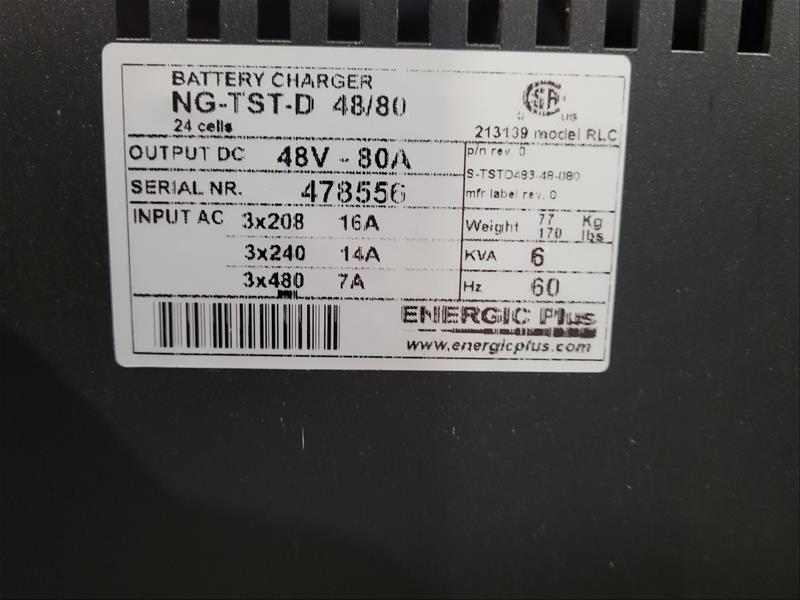 BATTERY CHARGER
NG-TST-D 48/80
24 cells
US
213139 model RLC
OUTPUT DC 48V - 80A
p/n rev. 0
S-TSTD483-48-080
mfr label rev. 0
SERIAL NR. 478556
INPUT AC 3x208 16A
3x240 14A
3x480 7A
Weight 77 Kg
170 lbs
KVA 6
Hz 60
ENERGIC Plus
www.energicplus.com